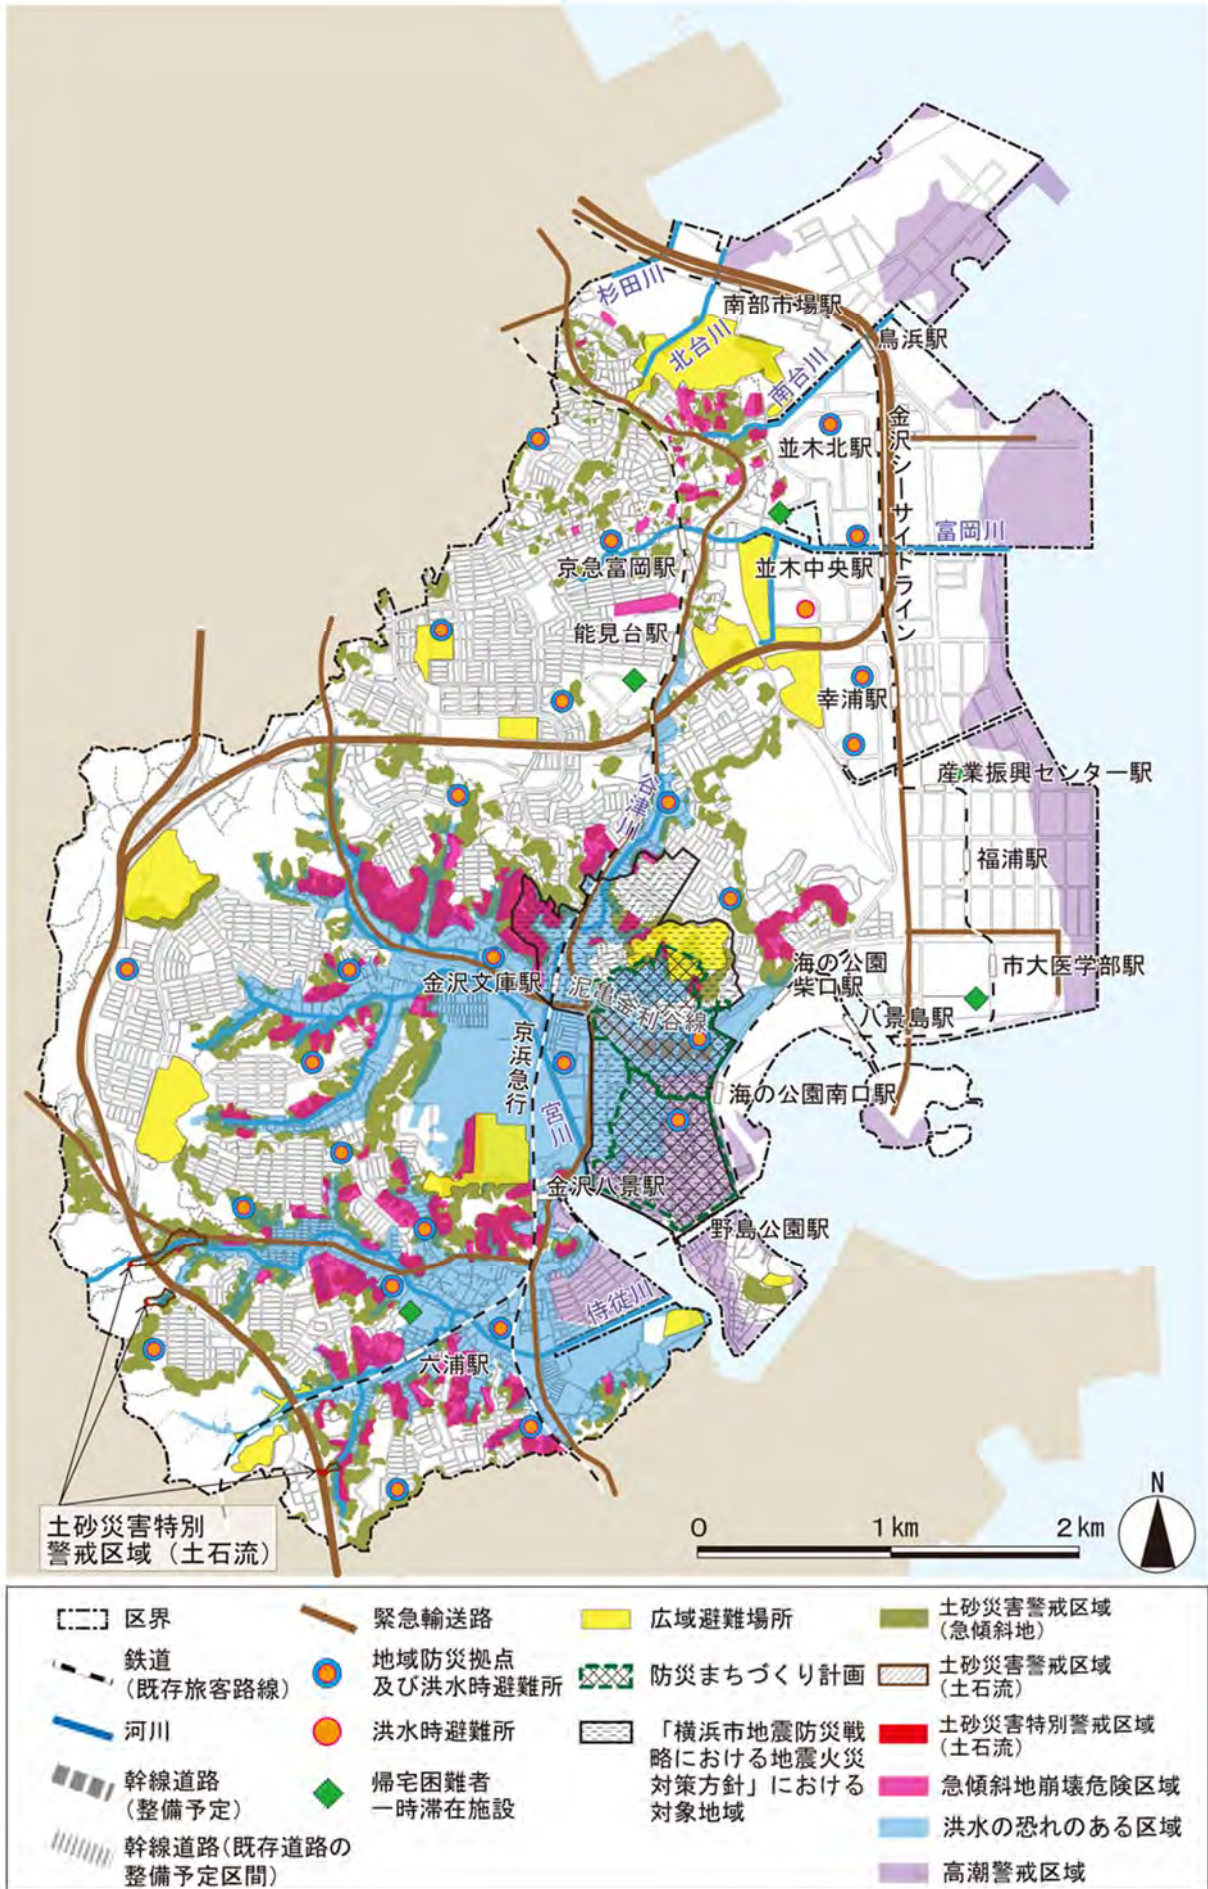 杉田川
南部市場駅
鳥浜駅
北台川
南台川
並木北駅
金沢シーサイドライン
富岡川
京急富岡駅
並木中央駅
能見台駅
幸浦駅
産業振興センター駅
谷津川
福浦駅
金沢文庫駅
泥亀釜利谷線
海の公園
柴口駅
市大医学部駅
八景島駅
京浜急行
宮川
海の公園南口駅
金沢八景駅
野島公園駅
侍従川
六浦駅
土砂災害特別
警戒区域（土石流）
0 1km 2km
N
区界
鉄道
(既存旅客路線)
河川
幹線道路
(整備予定)
幹線道路(既存道路の
整備予定区間)
緊急輸送路
地域防災拠点
及び洪水時避難所
洪水時避難所
帰宅困難者
一時滞在施設
広域避難場所
防災まちづくり計画
「横浜市地震防災戦
略における地震火災
対策方針」における
対象地域
土砂災害警戒区域
(急傾斜地)
土砂災害警戒区域
(土石流)
土砂災害特別警戒区域
(土石流)
急傾斜地崩壊危険区域
洪水の恐れのある区域
高潮警戒区域